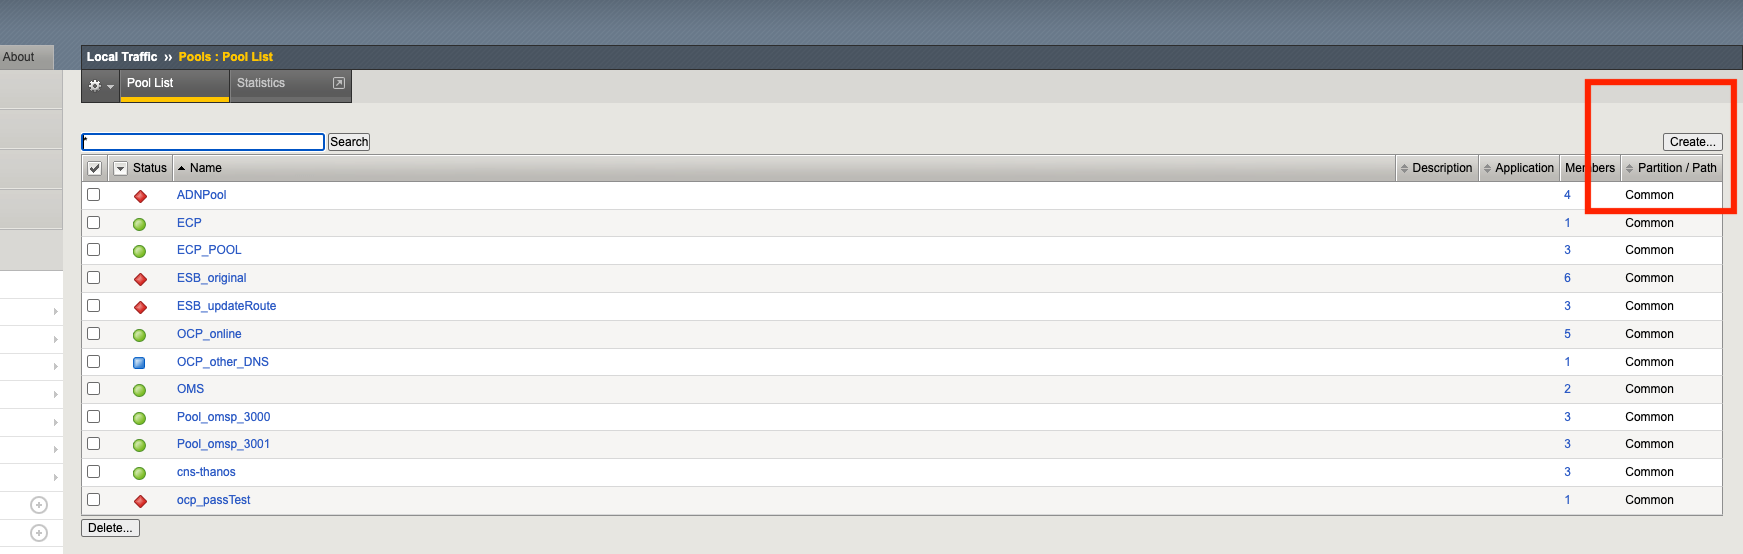 About
Local Traffic ›› Pools : Pool List
Pool List Statistics
* Search Create...
Status Name Description Application Members Partition / Path
ADNPool 4 Common
ECP 1 Common
ECP_POOL 3 Common
ESB_original 6 Common
ESB_updateRoute 3 Common
OCP_online 5 Common
OCP_other_DNS 1 Common
OMS 2 Common
Pool_omsp_3000 3 Common
Pool_omsp_3001 3 Common
cns-thanos 3 Common
ocp_passTest 1 Common
Delete...